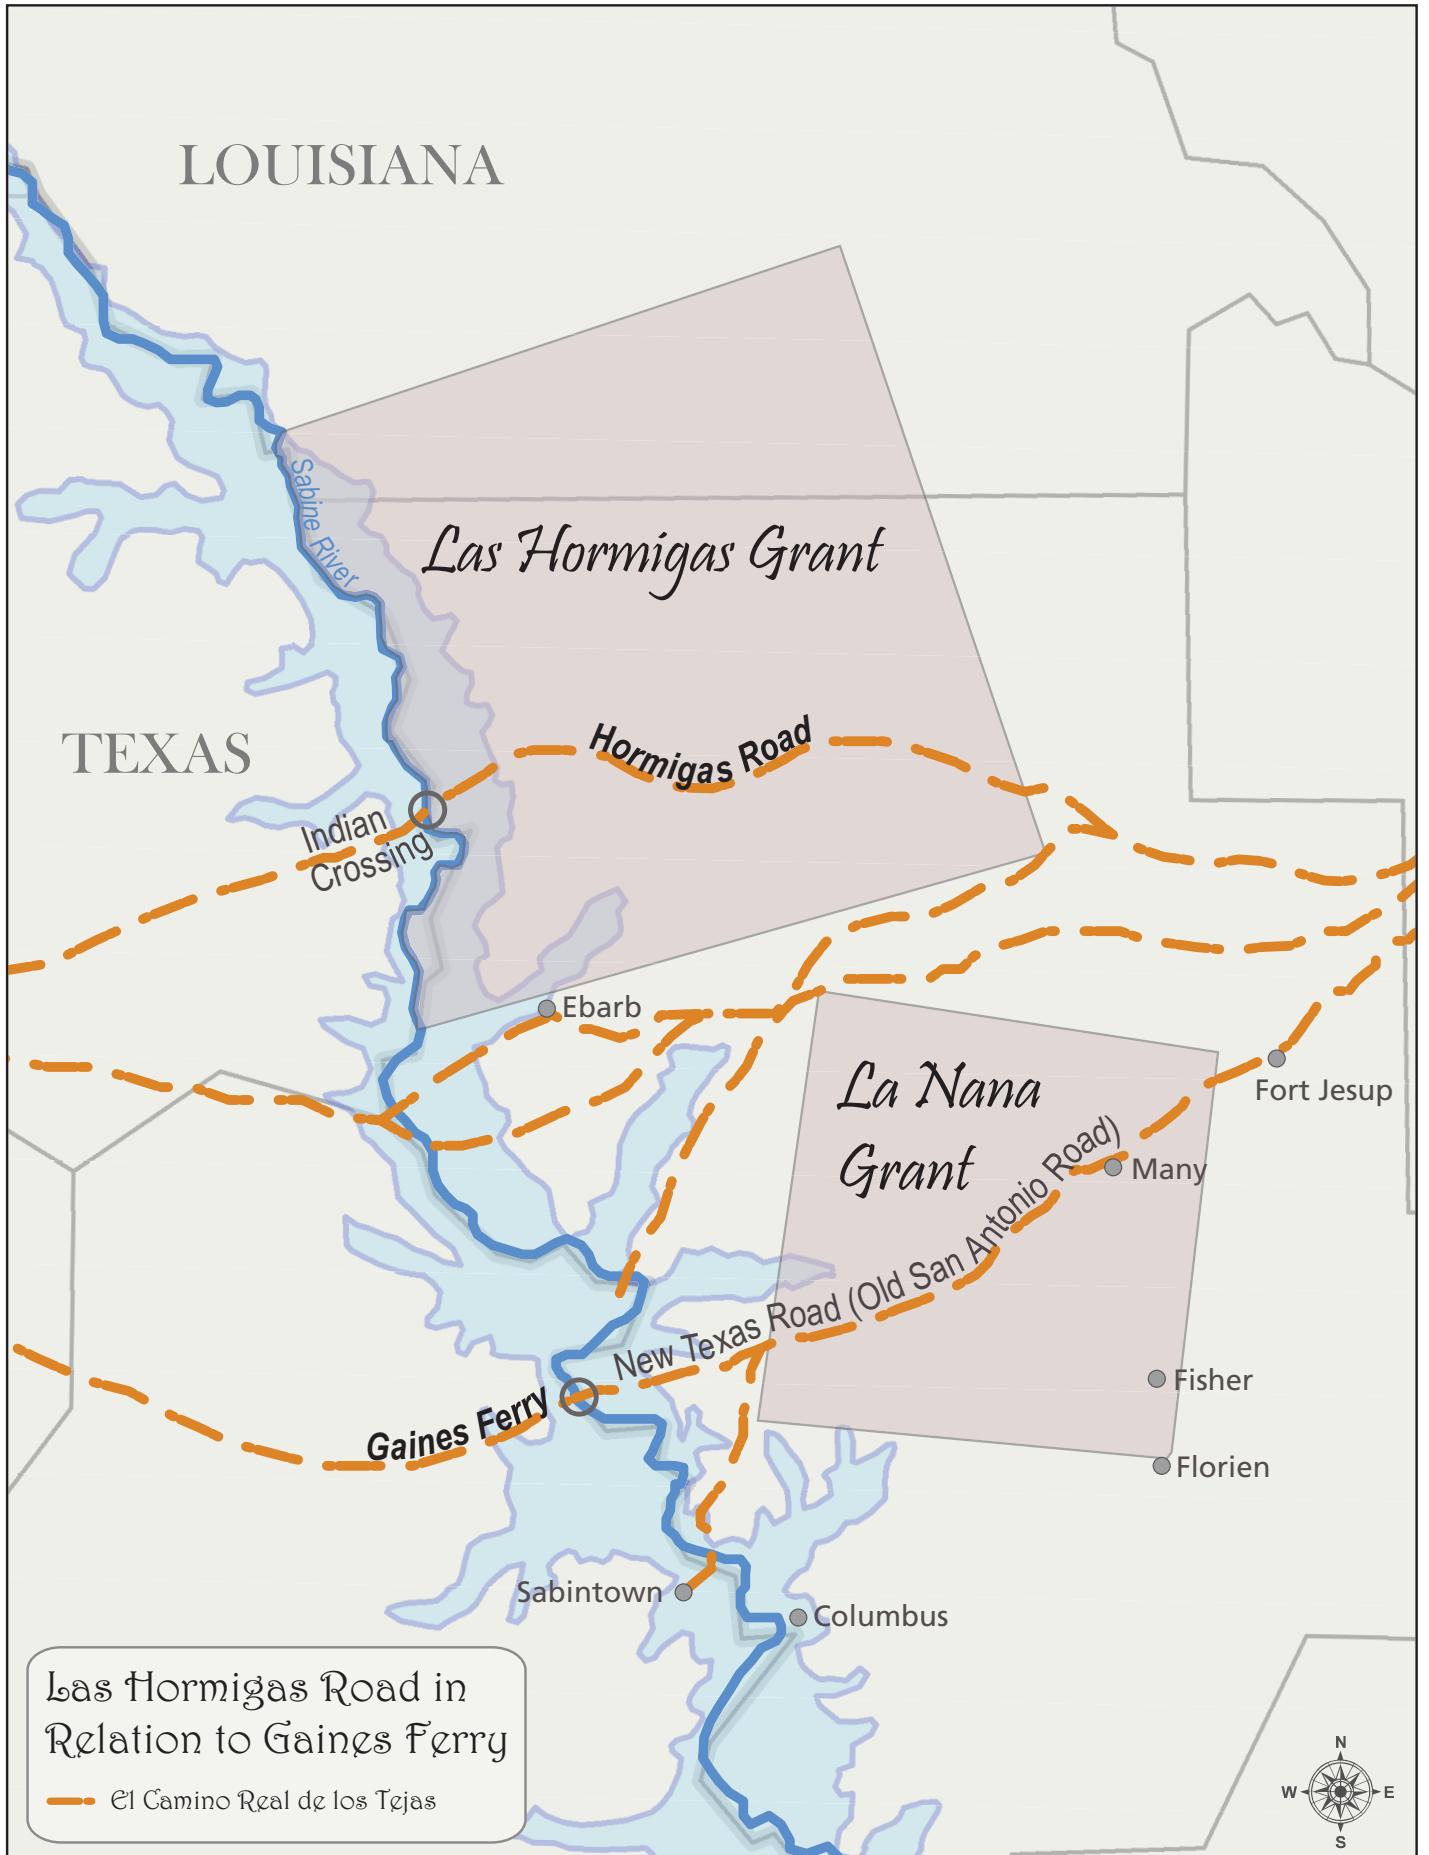 LOUISIANA
Sabine River
Las Hormigas Grant
TEXAS
Hormigas Road
Indian
Crossing
Ebarb
La Nana
Grant
Fort Jesup
Many
New Texas Road (Old San Antonio Road)
Fisher
Gaines Ferry
Florien
Sabintown
Columbus
Las Hormigas Road in
Relation to Gaines Ferry
El Camino Real de los Tejas
N
W E
S